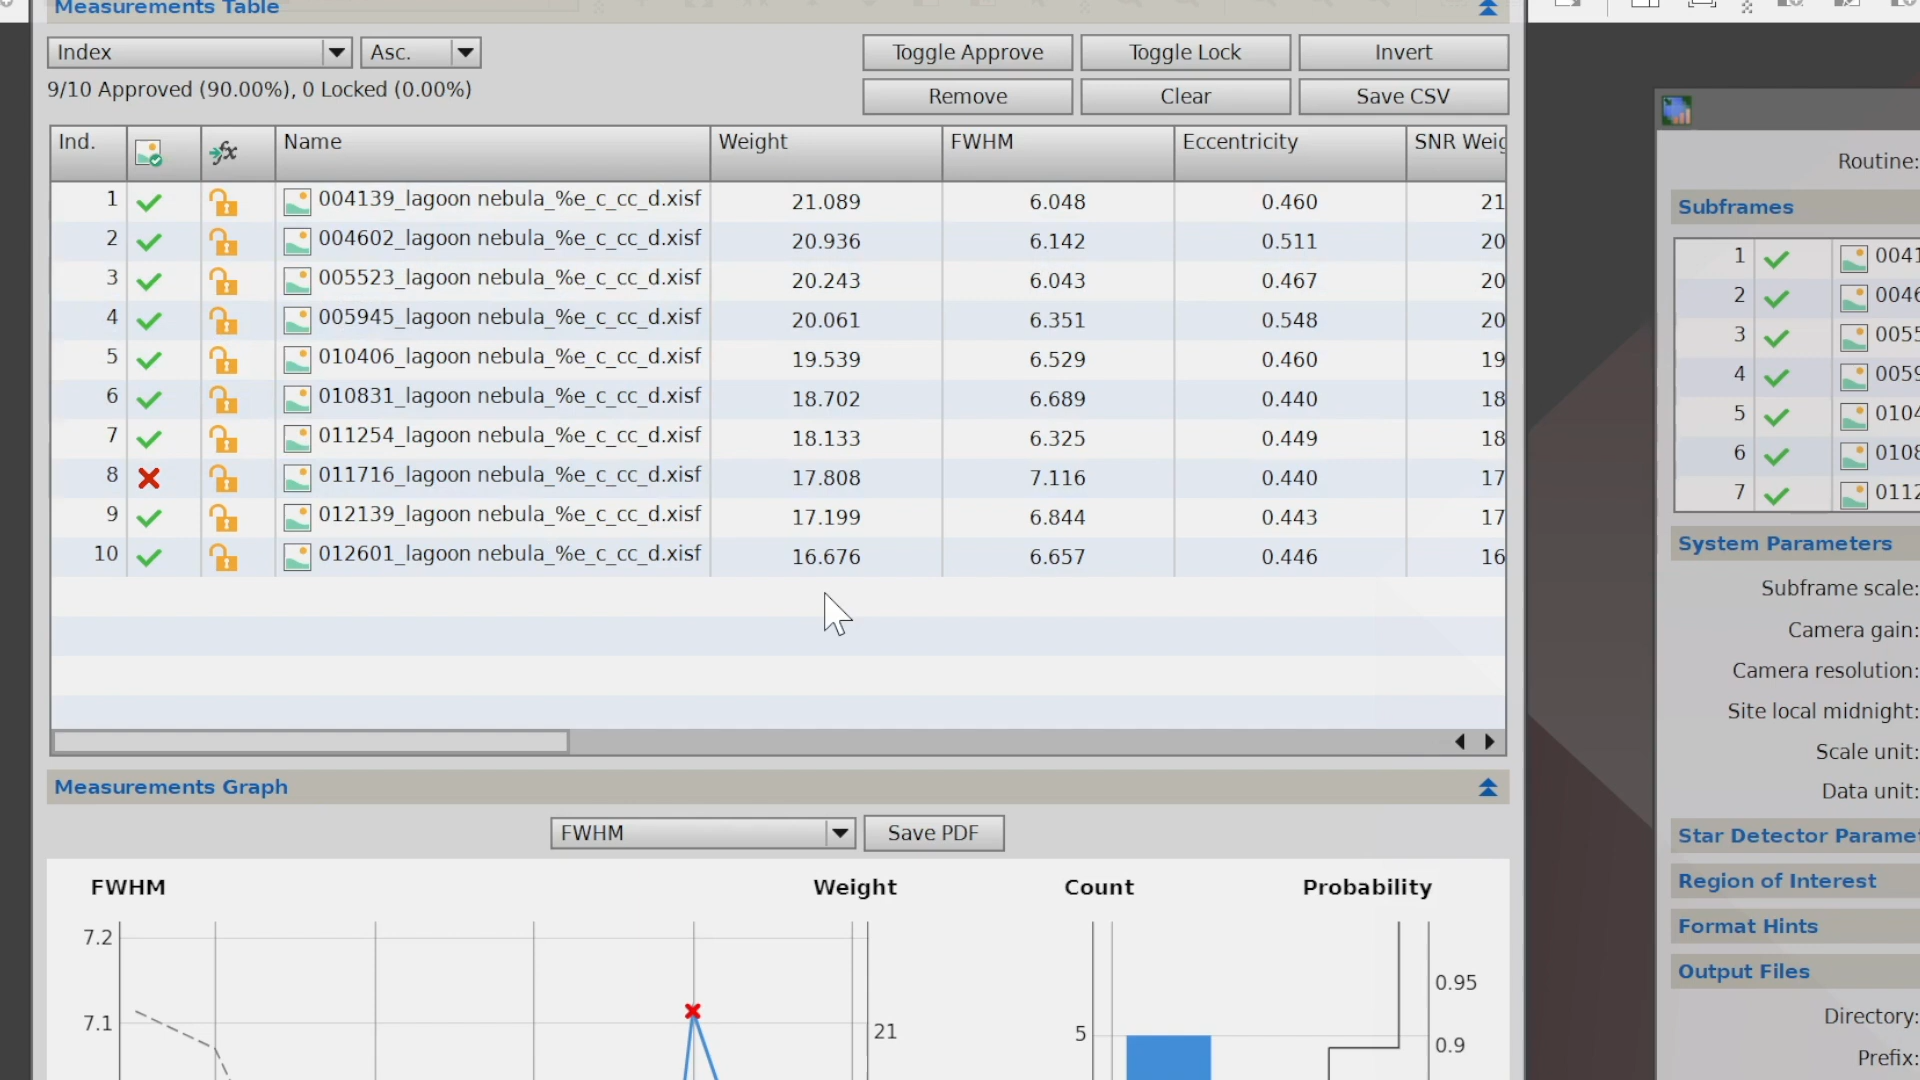 Measurements Table
Index Asc. Toggle Approve Toggle Lock Invert
9/10 Approved (90.00%), 0 Locked (0.00%) Remove Clear Save CSV
Ind. fx Name Weight FWHM Eccentricity SNR Weig
1 004139_lagoon nebula_%e_c_cc_d.xisf 21.089 6.048 0.460 21
2 004602_lagoon nebula_%e_c_cc_d.xisf 20.936 6.142 0.511 20
3 005523_lagoon nebula_%e_c_cc_d.xisf 20.243 6.043 0.467 20
4 005945_lagoon nebula_%e_c_cc_d.xisf 20.061 6.351 0.548 20
5 010406_lagoon nebula_%e_c_cc_d.xisf 19.539 6.529 0.460 19
6 010831_lagoon nebula_%e_c_cc_d.xisf 18.702 6.689 0.440 18
7 011254_lagoon nebula_%e_c_cc_d.xisf 18.133 6.325 0.449 18
8 011716_lagoon nebula_%e_c_cc_d.xisf 17.808 7.116 0.440 17
9 012139_lagoon nebula_%e_c_cc_d.xisf 17.199 6.844 0.443 17
10 012601_lagoon nebula_%e_c_cc_d.xisf 16.676 6.657 0.446 16
Measurements Graph
FWHM Save PDF
FWHM Weight Count Probability
7.2
0.95
7.1 21 5 0.9
Routine:
Subframes
1 0041
2 0046
3 0055
4 0059
5 0104
6 0108
7 0112
System Parameters
Subframe scale:
Camera gain:
Camera resolution:
Site local midnight:
Scale unit:
Data unit:
Star Detector Paramet
Region of Interest
Format Hints
Output Files
Directory:
Prefix: